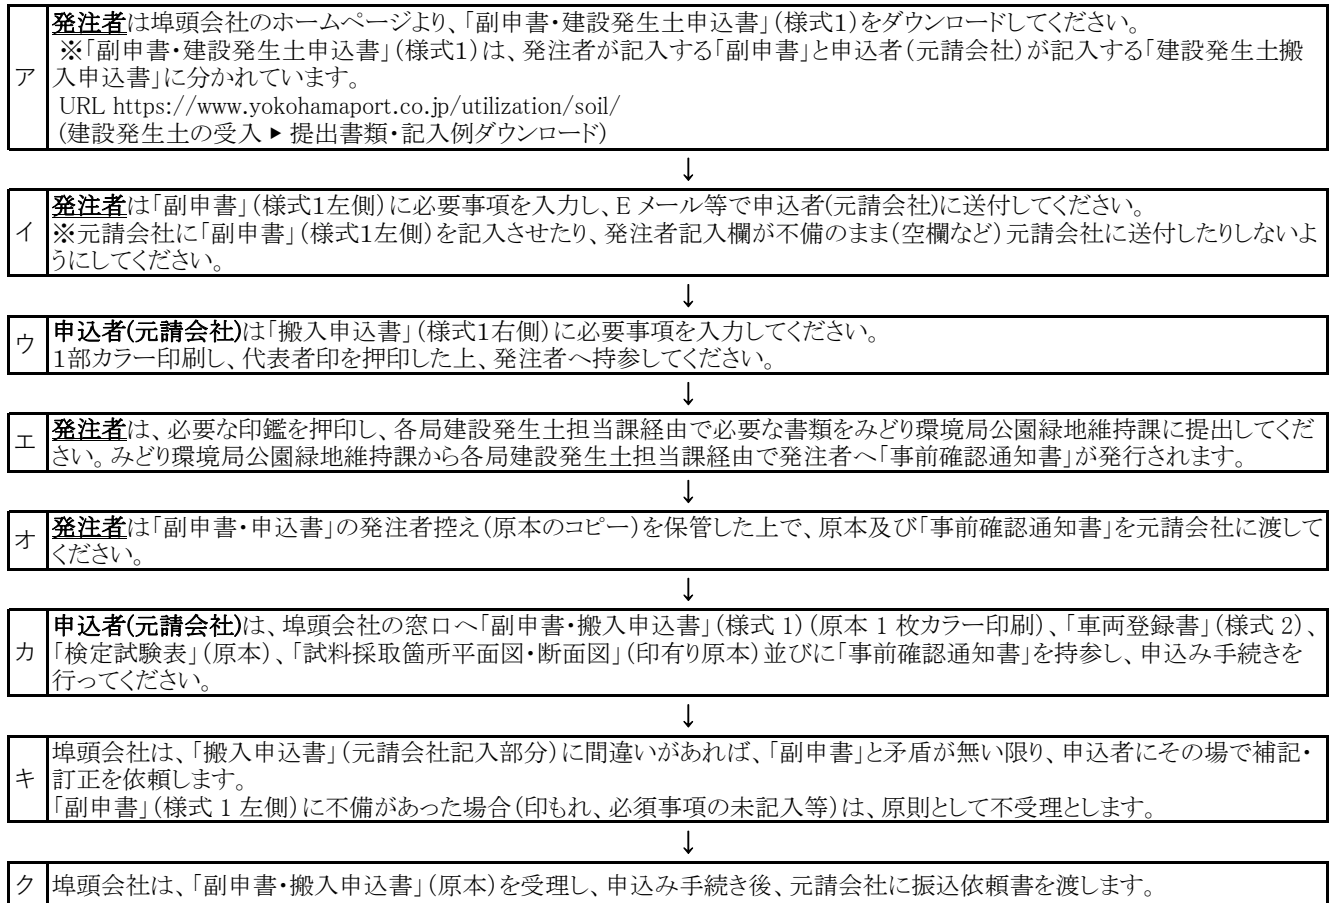 発注者は埠頭会社のホームページより、「副申書・建設発生土申込書」(様式1)をダウンロードしてください。
※「副申書・建設発生土申込書」(様式1)は、発注者が記入する「副申書」と申込者(元請会社)が記入する「建設発生土搬
ア 入申込書」に分かれています。
URL https://www.yokohamaport.co.jp/utilization/soil/
(建設発生土の受入 ▶ 提出書類・記入例ダウンロード)
↓
発注者は「副申書」(様式1左側)に必要事項を入力し、E メール等で申込者(元請会社)に送付してください。
イ ※元請会社に「副申書」(様式1左側)を記入させたり、発注者記入欄が不備のまま(空欄など)元請会社に送付したりしないよ
うにしてください。
↓
ウ 申込者(元請会社)は「搬入申込書」(様式1右側)に必要事項を入力してください。
1部カラー印刷し、代表者印を押印した上、発注者へ持参してください。
↓
エ 発注者は、必要な印鑑を押印し、各局建設発生土担当課経由で必要な書類をみどり環境局公園緑地維持課に提出してくだ
さい。みどり環境局公園緑地維持課から各局建設発生土担当課経由で発注者へ「事前確認通知書」が発行されます。
↓
オ 発注者は「副申書・申込書」の発注者控え(原本のコピー)を保管した上で、原本及び「事前確認通知書」を元請会社に渡して
ください。
↓
申込者(元請会社)は、埠頭会社の窓口へ「副申書・搬入申込書」(様式 1)(原本 1 枚カラー印刷)、「車両登録書」(様式 2)、
カ 「検定試験表」(原本)、「試料採取箇所平面図・断面図」(印有り原本)並びに「事前確認通知書」を持参し、申込み手続きを
行ってください。
↓
埠頭会社は、「搬入申込書」(元請会社記入部分)に間違いがあれば、「副申書」と矛盾が無い限り、申込者にその場で補記・
キ 訂正を依頼します。
「副申書」(様式 1 左側)に不備があった場合(印もれ、必須事項の未記入等)は、原則として不受理とします。
↓
ク 埠頭会社は、「副申書・搬入申込書」(原本)を受理し、申込み手続き後、元請会社に振込依頼書を渡します。